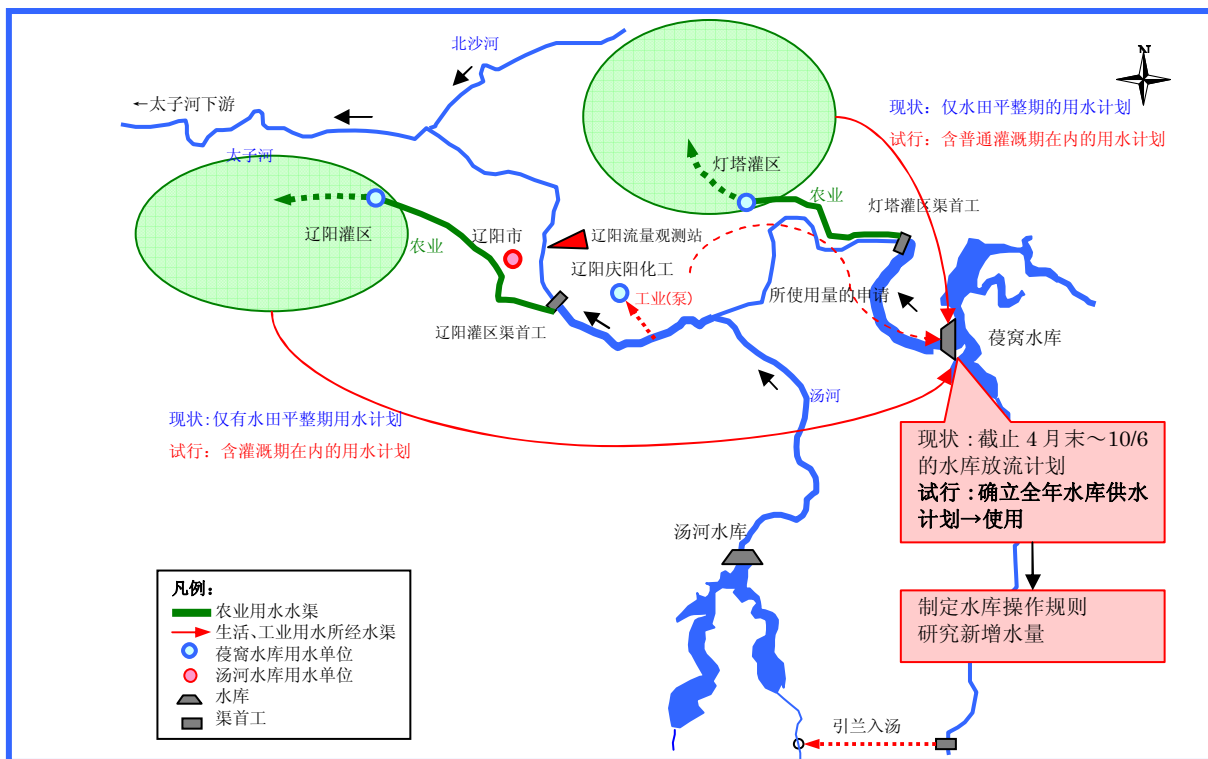 北沙河
N
←太子河下游
现状：仅水田平整期的用水计划
试行：含普通灌溉期在内的用水计划
太子河
灯塔灌区
农业
灯塔灌区渠首工
辽阳灌区
农业
辽阳市
辽阳流量观测站
辽阳庆阳化工
工业(泵)
所使用量的申请
辽阳灌区渠首工
葠窝水库
汤河
现状：仅有水田平整期用水计划
试行：含灌溉期在内的用水计划
现状：截止 4 月末～10/6
的水库放流计划
试行：确立全年水库供水
计划→使用
汤河水库
制定水库操作规则
研究新增水量
凡例：
农业用水水渠
生活、工业用水所经水渠
葠窝水库用水单位
汤河水库用水单位
水库
渠首工
引兰入汤